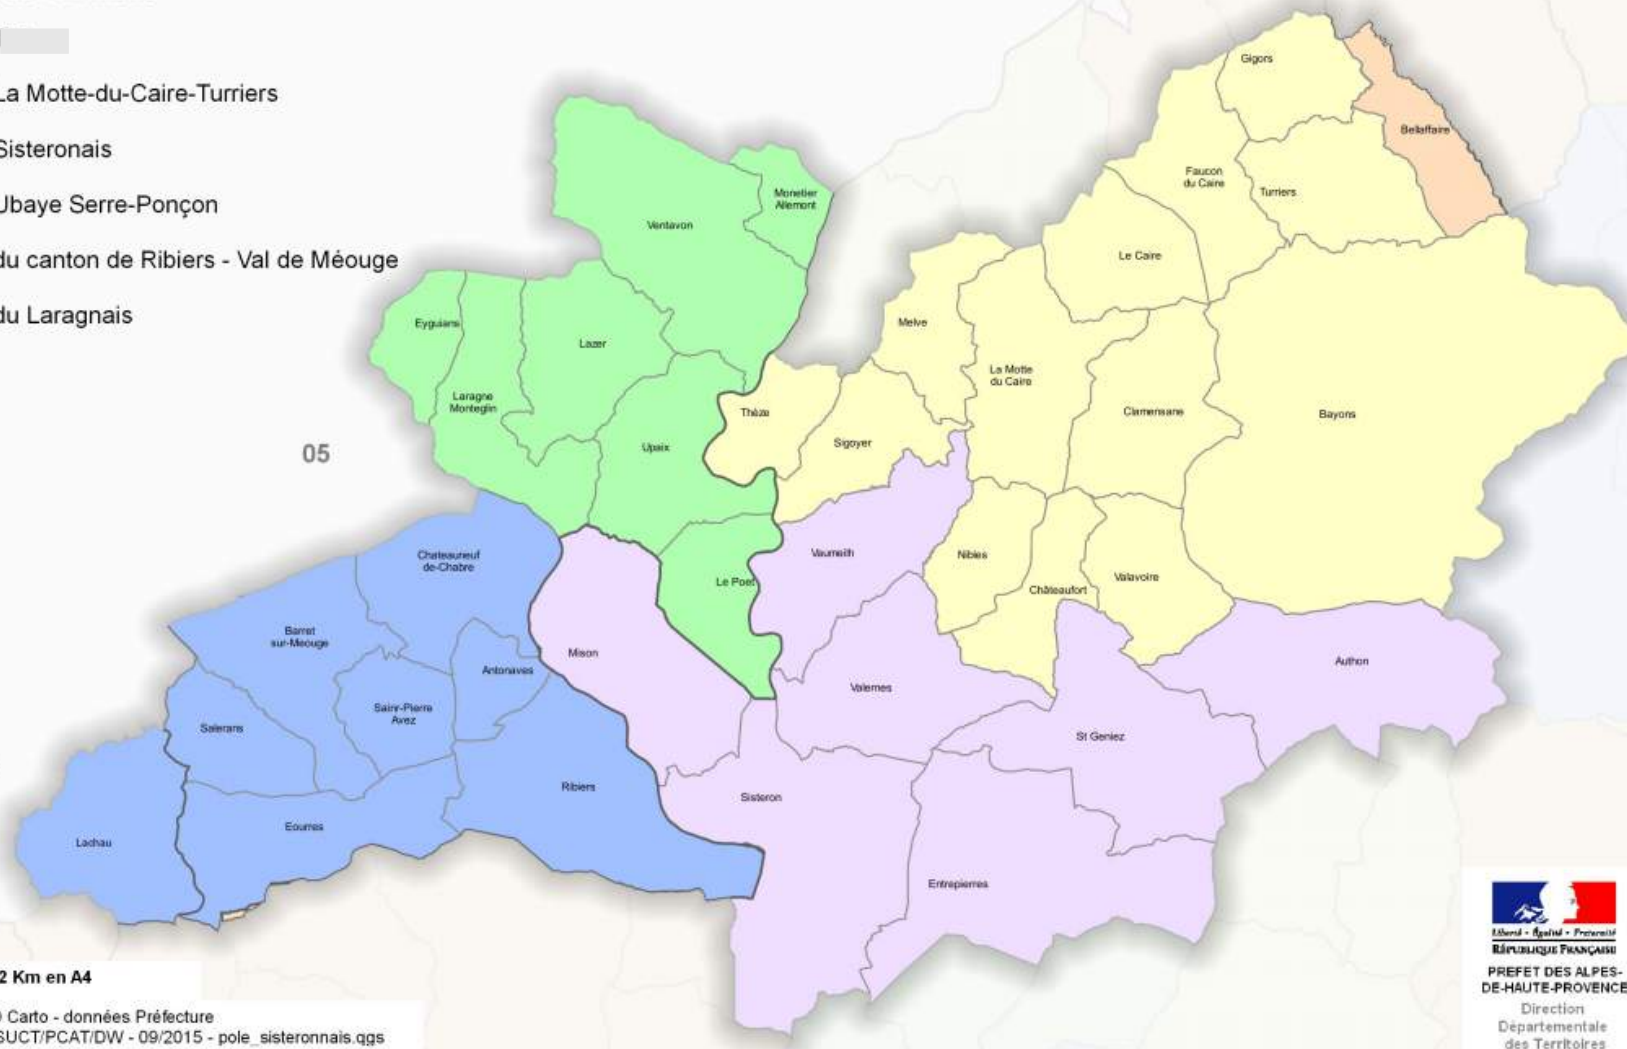 La Motte-du-Caire-Turriers
Sisteronais
Ubaye Serre-Ponçon
du canton de Ribiers - Val de Méouge
du Laragnais
05
Gigors
Bellaffaire
Faucon
du Caire
Turriers
Monetier
Allemont
Ventavon
Le Caire
Eyguians
Lazer
Melve
La Motte
du Caire
Laragne
Monteglin
Thèze
Clamensane
Bayons
Sigoyer
Upaix
Vaumeilh
Nibles
Chateauneuf
de-Chabre
Le Poet
Châteaufort
Valavoire
Barret
sur-Meouge
Mison
Authon
Antonaves
Valernes
Sainr-Pierre
Avez
Salerans
St Geniez
Ribiers
Sisteron
Eourres
Lachau
Entrepierres
Liberté • Égalité • Fraternité
RÉPUBLIQUE FRANÇAISE
PREFET DES ALPES-
DE-HAUTE-PROVENCE
Direction
Départementale
des Territoires
2 Km en A4
Carto - données Préfecture
SUCT/PCAT/DW - 09/2015 - pole_sisteronnais.qgs